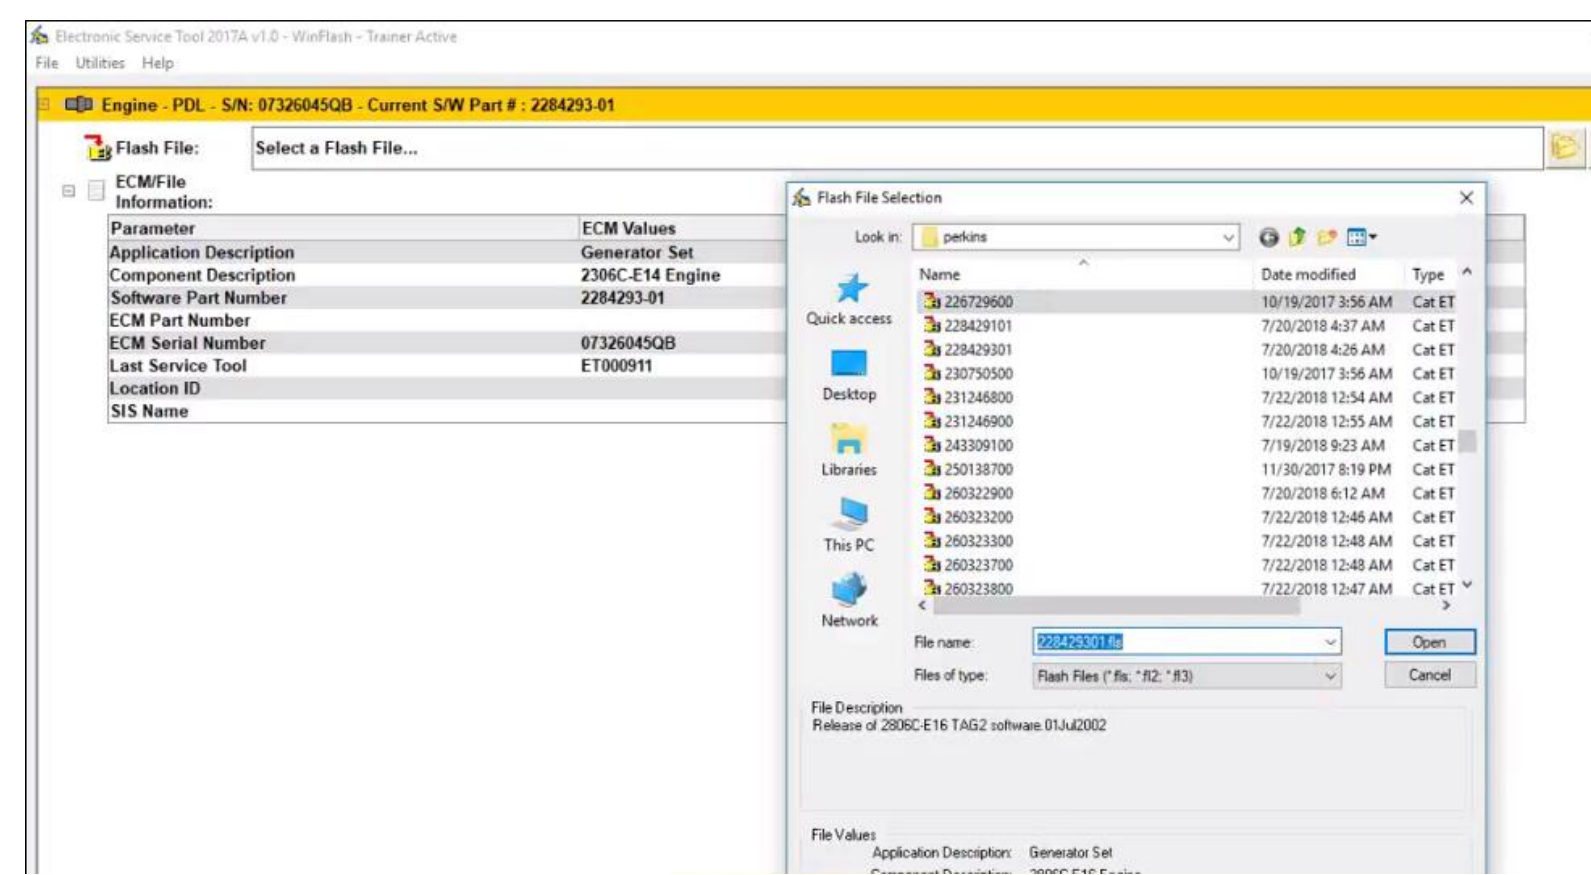 Electronic Service Tool 2017A v1.0 - WinFlash - Trainer Active
File Utilities Help
Engine - PDL - S/N: 07326045QB - Current S/W Part # : 2284293-01
Flash File: Select a Flash File...
ECM/File
Information:
Parameter ECM Values
Application Description Generator Set
Component Description 2306C-E14 Engine
Software Part Number 2284293-01
ECM Part Number
ECM Serial Number 07326045QB
Last Service Tool ET000911
Location ID
SIS Name
Flash File Selection
Look in: perkins
Quick access
Desktop
Libraries
This PC
Network
Name Date modified Type
226729600 10/19/2017 3:56 AM Cat ET
228429101 7/20/2018 4:37 AM Cat ET
228429301 7/20/2018 4:26 AM Cat ET
230750500 10/19/2017 3:56 AM Cat ET
231246800 7/22/2018 12:54 AM Cat ET
231246900 7/22/2018 12:55 AM Cat ET
243309100 7/19/2018 9:23 AM Cat ET
250138700 11/30/2017 8:19 PM Cat ET
260322900 7/20/2018 6:12 AM Cat ET
260323200 7/22/2018 12:46 AM Cat ET
260323300 7/22/2018 12:48 AM Cat ET
260323700 7/22/2018 12:48 AM Cat ET
260323800 7/22/2018 12:47 AM Cat ET
File name: 228429301.fls Open
Files of type: Flash Files (*.fls; *.fl2; *.fl3) Cancel
File Description
Release of 2806C-E16 TAG2 software 01Jul2002
File Values
Application Description: Generator Set